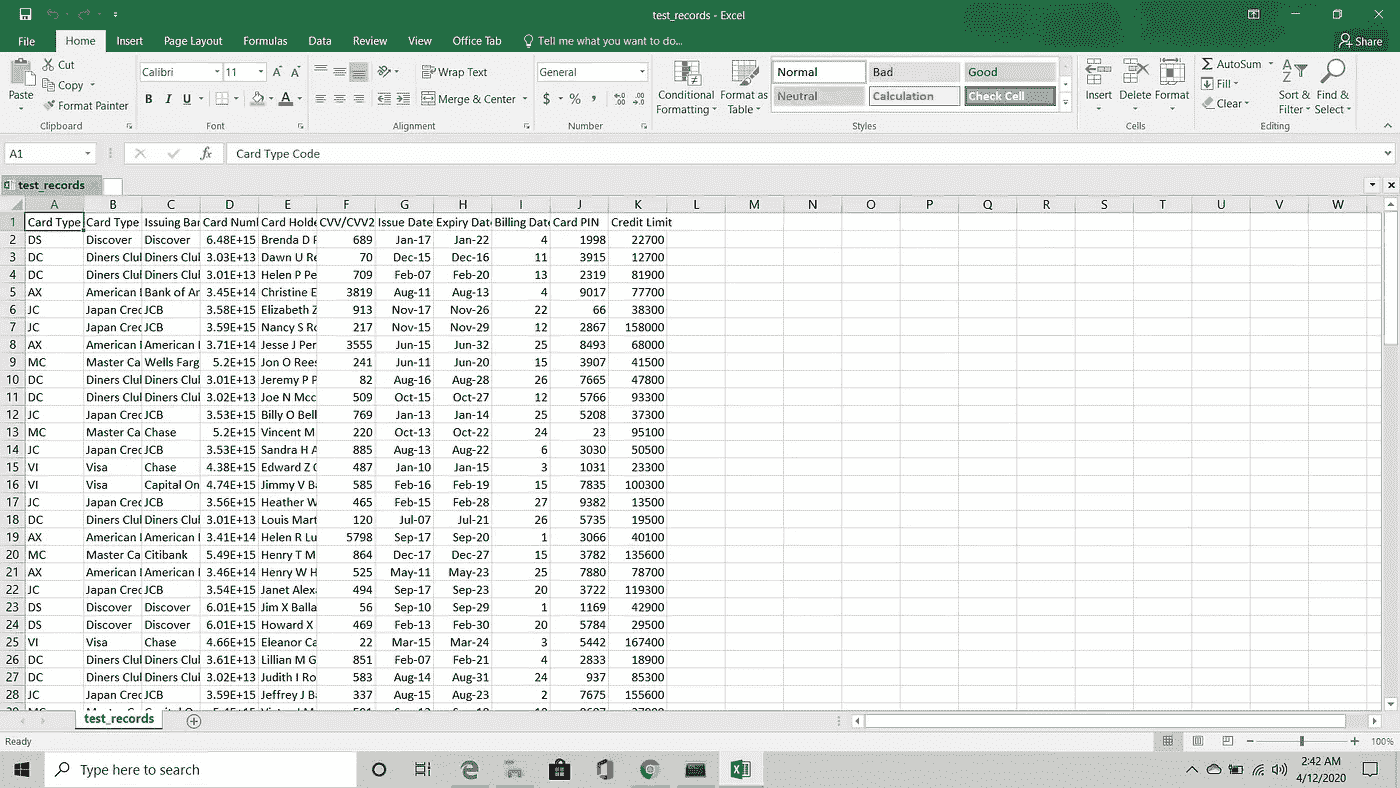 test_records - Excel
File Home Insert Page Layout Formulas Data Review View Office Tab Tell me what you want to do... Share
Paste Cut Copy Format Painter Clipboard
Calibri 11 A A B I U A Font
Wrap Text Merge & Center Alignment
General $ % , Number
Conditional Formatting Format as Table Normal Bad Good Neutral Calculation Check Cell Styles
Insert Delete Format Cells
AutoSum Fill Clear Sort & Filter Find & Select Editing
A1 fx Card Type Code
test_records
A B C D E F G H I J K L M N O P Q R S T U V W
1 Card Type Card Type Issuing Ban Card Numl Card Holde CVV/CVV2 Issue Date Expiry Date Billing Date Card PIN Credit Limit
2 DS Discover Discover 6.48E+15 Brenda D F 689 Jan-17 Jan-22 4 1998 22700
3 DC Diners Clul Diners Clul 3.03E+13 Dawn U Re 70 Dec-15 Dec-16 11 3915 12700
4 DC Diners Clul Diners Clul 3.01E+13 Helen P Pe 709 Feb-07 Feb-20 13 2319 81900
5 AX American I Bank of Ar 3.45E+14 Christine E 3819 Aug-11 Aug-13 4 9017 77700
6 JC Japan Crec JCB 3.58E+15 Elizabeth Z 913 Nov-17 Nov-26 22 66 38300
7 JC Japan Crec JCB 3.59E+15 Nancy S Ro 217 Nov-15 Nov-29 12 2867 158000
8 AX American I American I 3.71E+14 Jesse J Per 3555 Jun-15 Jun-32 25 8493 68000
9 MC Master Ca Wells Farg 5.2E+15 Jon O Rees 241 Jun-11 Jun-20 15 3907 41500
10 DC Diners Clul Diners Clul 3.01E+13 Jeremy P P 82 Aug-16 Aug-28 26 7665 47800
11 DC Diners Clul Diners Clul 3.02E+13 Joe N Mcc 509 Oct-15 Oct-27 12 5766 93300
12 JC Japan Crec JCB 3.53E+15 Billy O Bell 769 Jan-13 Jan-14 25 5208 37300
13 MC Master Ca Chase 5.2E+15 Vincent M 220 Oct-13 Oct-22 24 23 95100
14 JC Japan Crec JCB 3.53E+15 Sandra H A 885 Aug-13 Aug-22 6 3030 50500
15 VI Visa Chase 4.38E+15 Edward Z C 487 Jan-10 Jan-15 3 1031 23300
16 VI Visa Capital On 4.74E+15 Jimmy V B 585 Feb-16 Feb-19 15 7835 100300
17 JC Japan Crec JCB 3.56E+15 Heather W 465 Feb-15 Feb-28 27 9382 13500
18 DC Diners Clul Diners Clul 3.01E+13 Louis Mart 120 Jul-07 Jul-21 26 5735 19500
19 AX American I American I 3.41E+14 Helen R Lu 5798 Sep-17 Sep-20 1 3066 40100
20 MC Master Ca Citibank 5.49E+15 Henry T M 864 Dec-17 Dec-27 15 3782 135600
21 AX American I American I 3.46E+14 Henry W H 525 May-11 May-23 25 7880 78700
22 JC Japan Crec JCB 3.54E+15 Janet Alex 494 Sep-17 Sep-23 20 3722 119300
23 DS Discover Discover 6.01E+15 Jim X Balla 56 Sep-10 Sep-29 1 1169 42900
24 DS Discover Discover 6.01E+15 Howard X 469 Feb-13 Feb-30 20 5784 29500
25 VI Visa Chase 4.66E+15 Eleanor Ca 22 Mar-15 Mar-24 3 5442 167400
26 DC Diners Clul Diners Clul 3.61E+13 Lillian M G 851 Feb-07 Feb-21 4 2833 18900
27 DC Diners Clul Diners Clul 3.02E+13 Judith I Ro 583 Aug-14 Aug-31 24 937 85300
28 JC Japan Crec JCB 3.59E+15 Jeffrey J B 337 Aug-15 Aug-23 2 7675 155600
test_records
Ready 100%
Type here to search 2:42 AM
4/12/2020